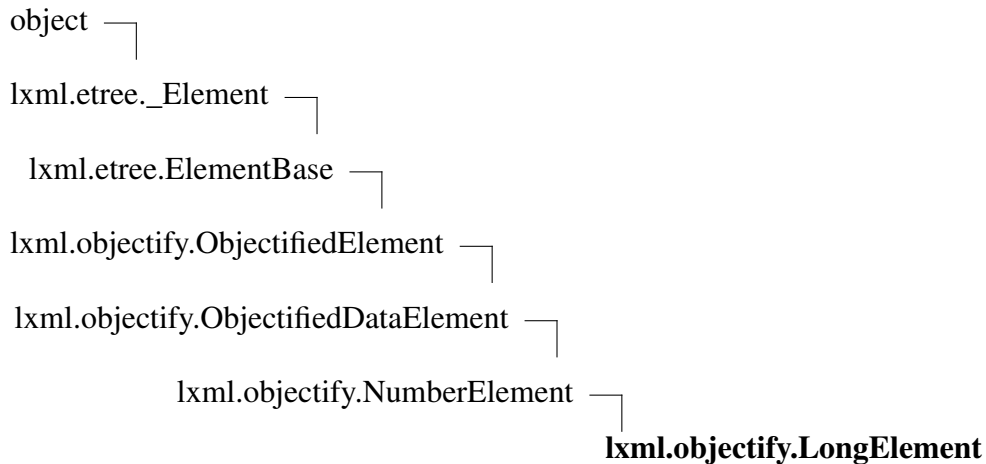 object
lxml.etree._Element
lxml.etree.ElementBase
lxml.objectify.ObjectifiedElement
lxml.objectify.ObjectifiedDataElement
lxml.objectify.NumberElement
lxml.objectify.LongElement